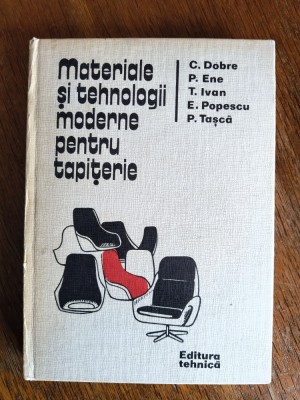 Materiale
și tehnologii
moderne
pentru
tapițerie
C. Dobre
P. Ene
T. Ivan
E. Popescu
P. Tașcă
Editura
tehnică